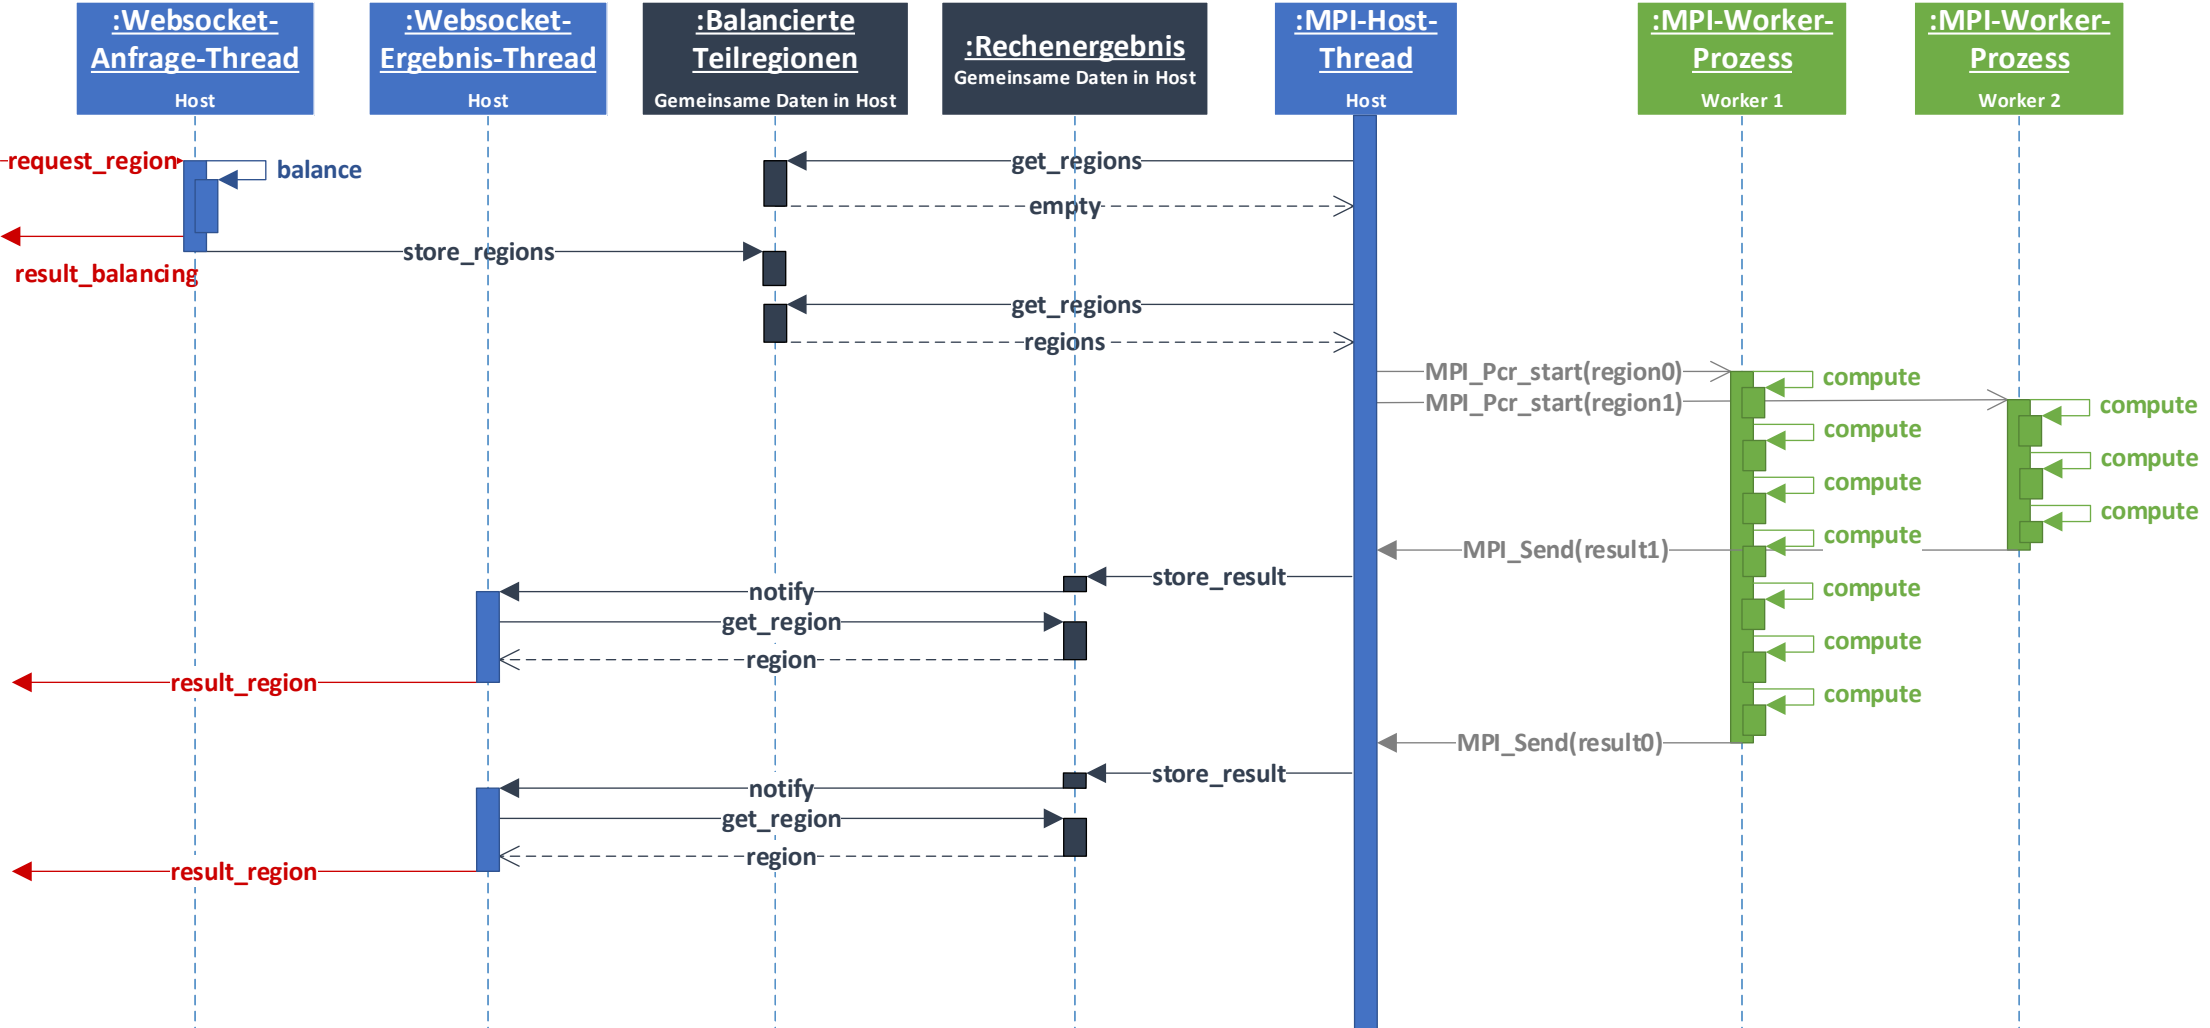 :Websocket-
Anfrage-Thread
Host
:Websocket-
Ergebnis-Thread
Host
:Balancierte
Teilregionen
Gemeinsame Daten in Host
:Rechenergebnis
Gemeinsame Daten in Host
:MPI-Host-
Thread
Host
:MPI-Worker-
Prozess
Worker 1
:MPI-Worker-
Prozess
Worker 2
request_region
balance
get_regions
empty
store_regions
result_balancing
get_regions
regions
MPI_Pcr_start(region0)
compute
MPI_Pcr_start(region1)
compute
compute
compute
compute
compute
compute
MPI_Send(result1)
store_result
notify
compute
get_region
compute
region
result_region
compute
MPI_Send(result0)
store_result
notify
get_region
region
result_region